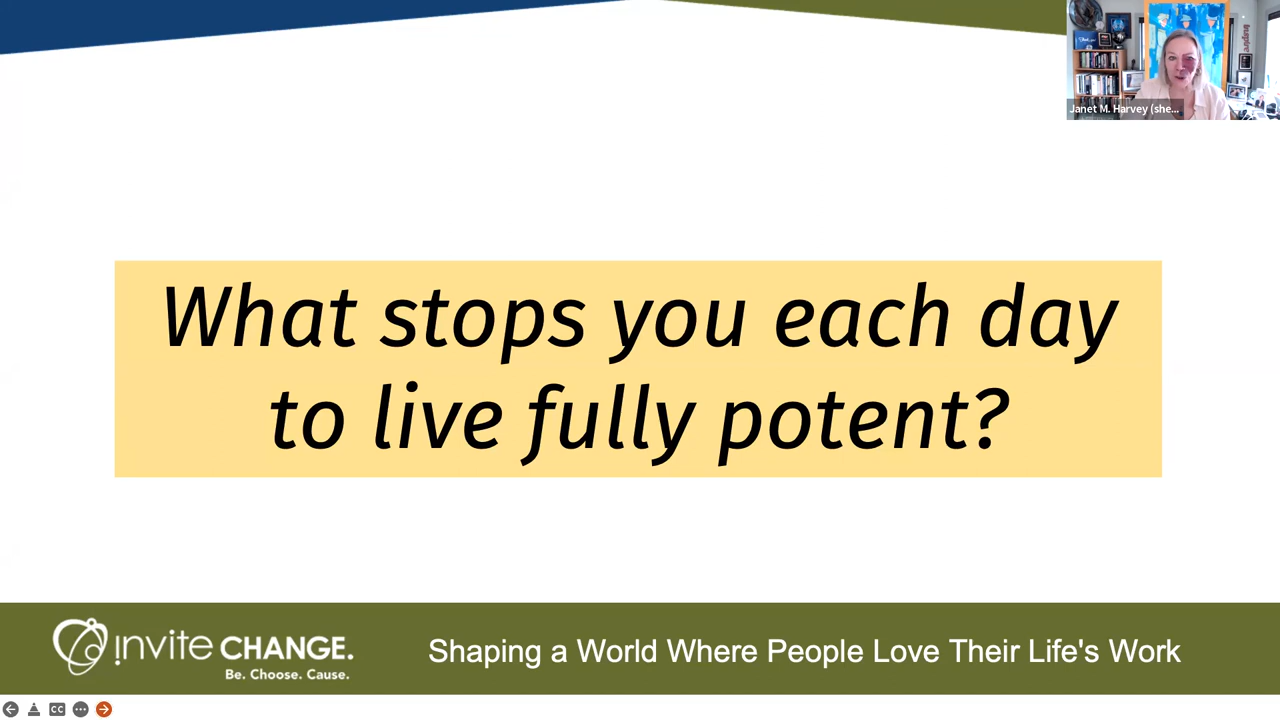 Janet M. Harvey (she...
What stops you each day
to live fully potent?
invite CHANGE.
Be. Choose. Cause.
Shaping a World Where People Love Their Life's Work
CC